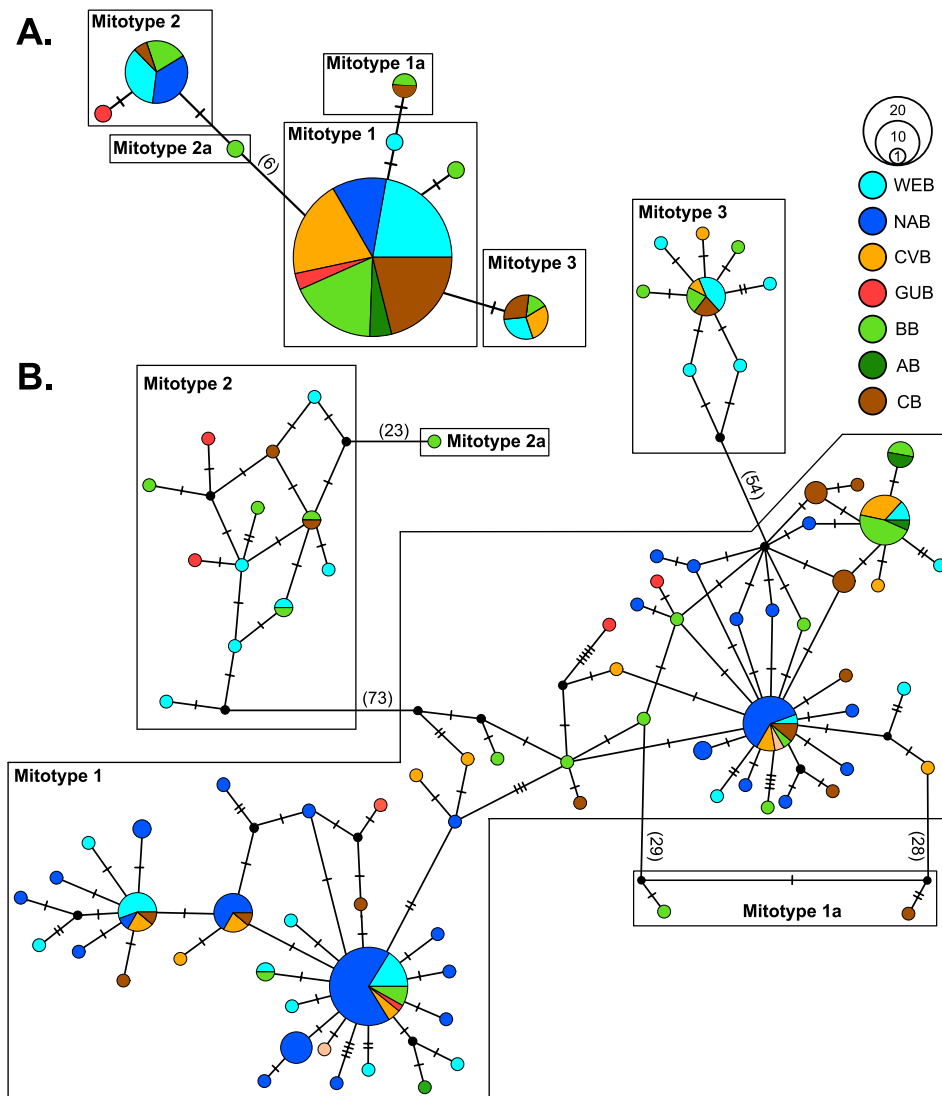 A.
Mitotype 2
Mitotype 1a
Mitotype 2a
(6)
Mitotype 1
Mitotype 3
20
10
1
WEB
NAB
CVB
GUB
BB
AB
CB
B.
Mitotype 3
Mitotype 2
(23)
Mitotype 2a
(54)
(73)
Mitotype 1
(29)
(28)
Mitotype 1a